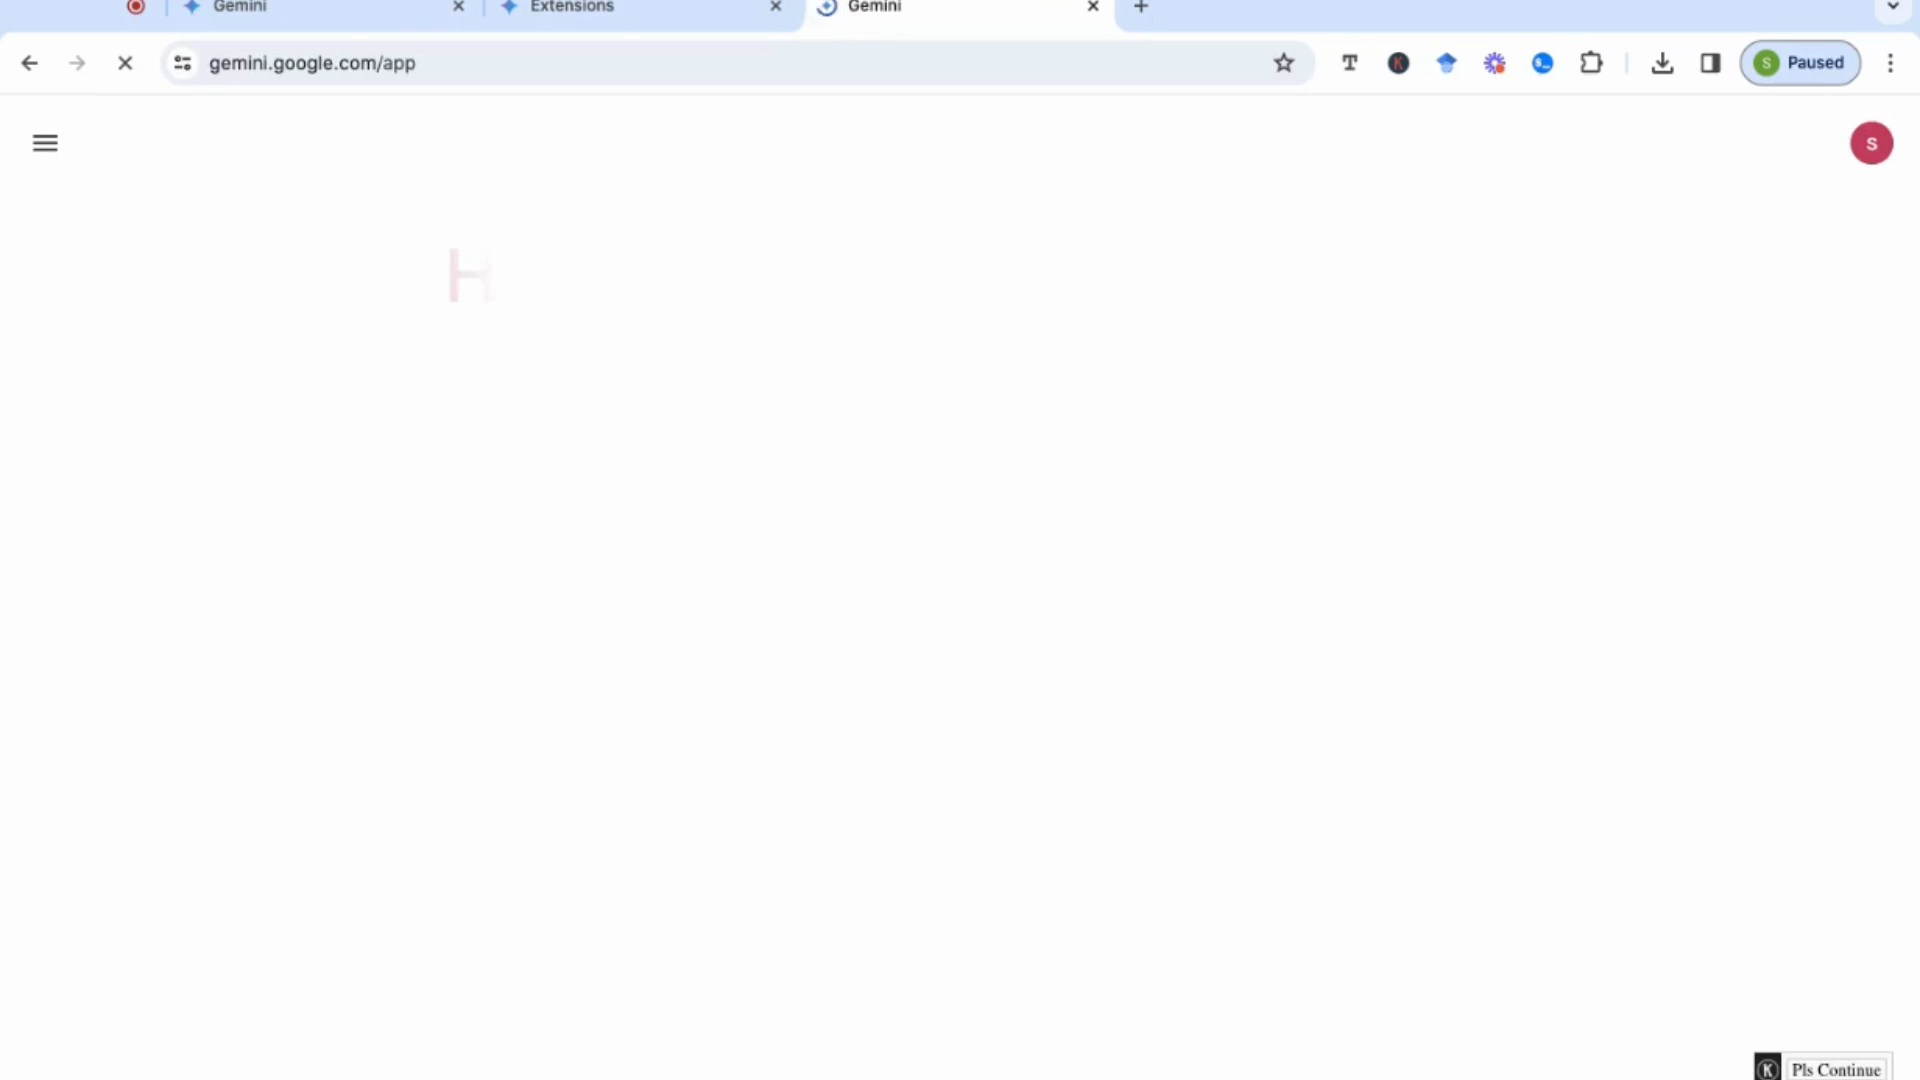 Gemini
Extensions
Gemini
gemini.google.com/app
T
K
S
Paused
S
H
K
Pls Continue